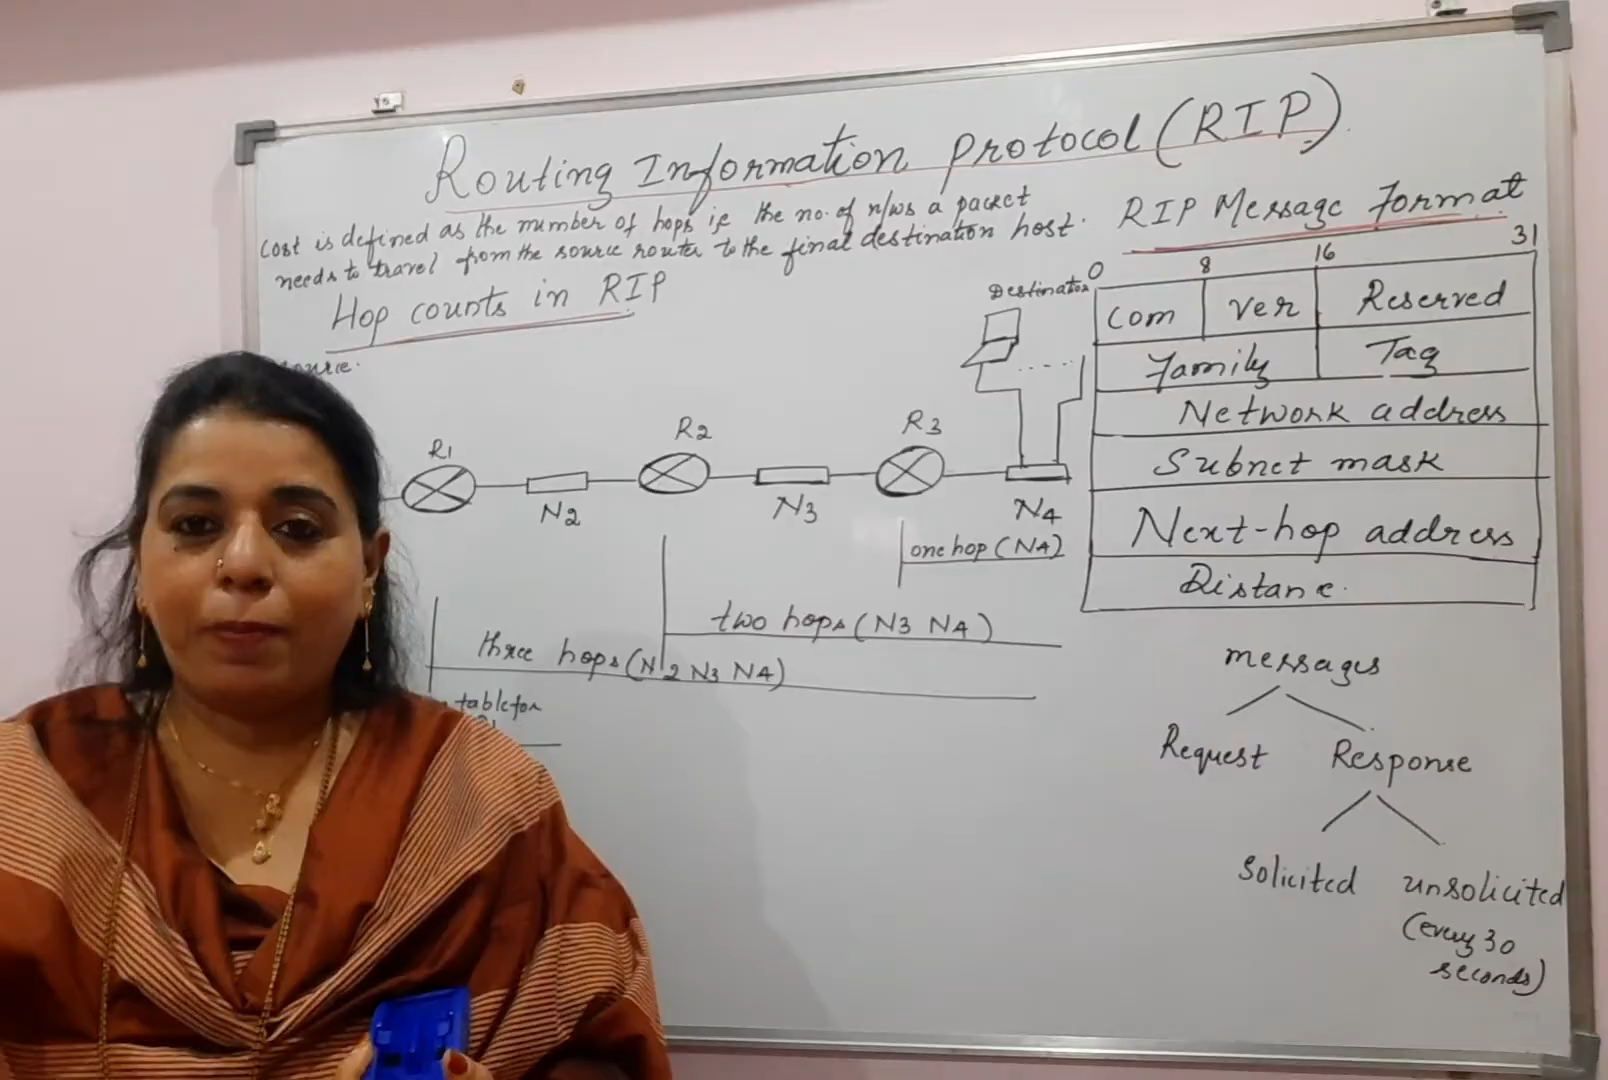 Routing Information Protocol (RIP)
Cost is defined as the number of hops i.e the no. of n/ws a packet
needs to travel from the source router to the final destination host.
Hop counts in RIP
R1
R2
R3
N2
N3
N4
one hop (N4)
two hops (N3 N4)
three hops (N2 N3 N4)
table for
RIP Message Format
0 8 16 31
Com Ver Reserved
Family Tag
Network address
Subnet mask
Next-hop address
Distance.
messages
Request Response
Solicited unsolicited
(every 30
seconds)